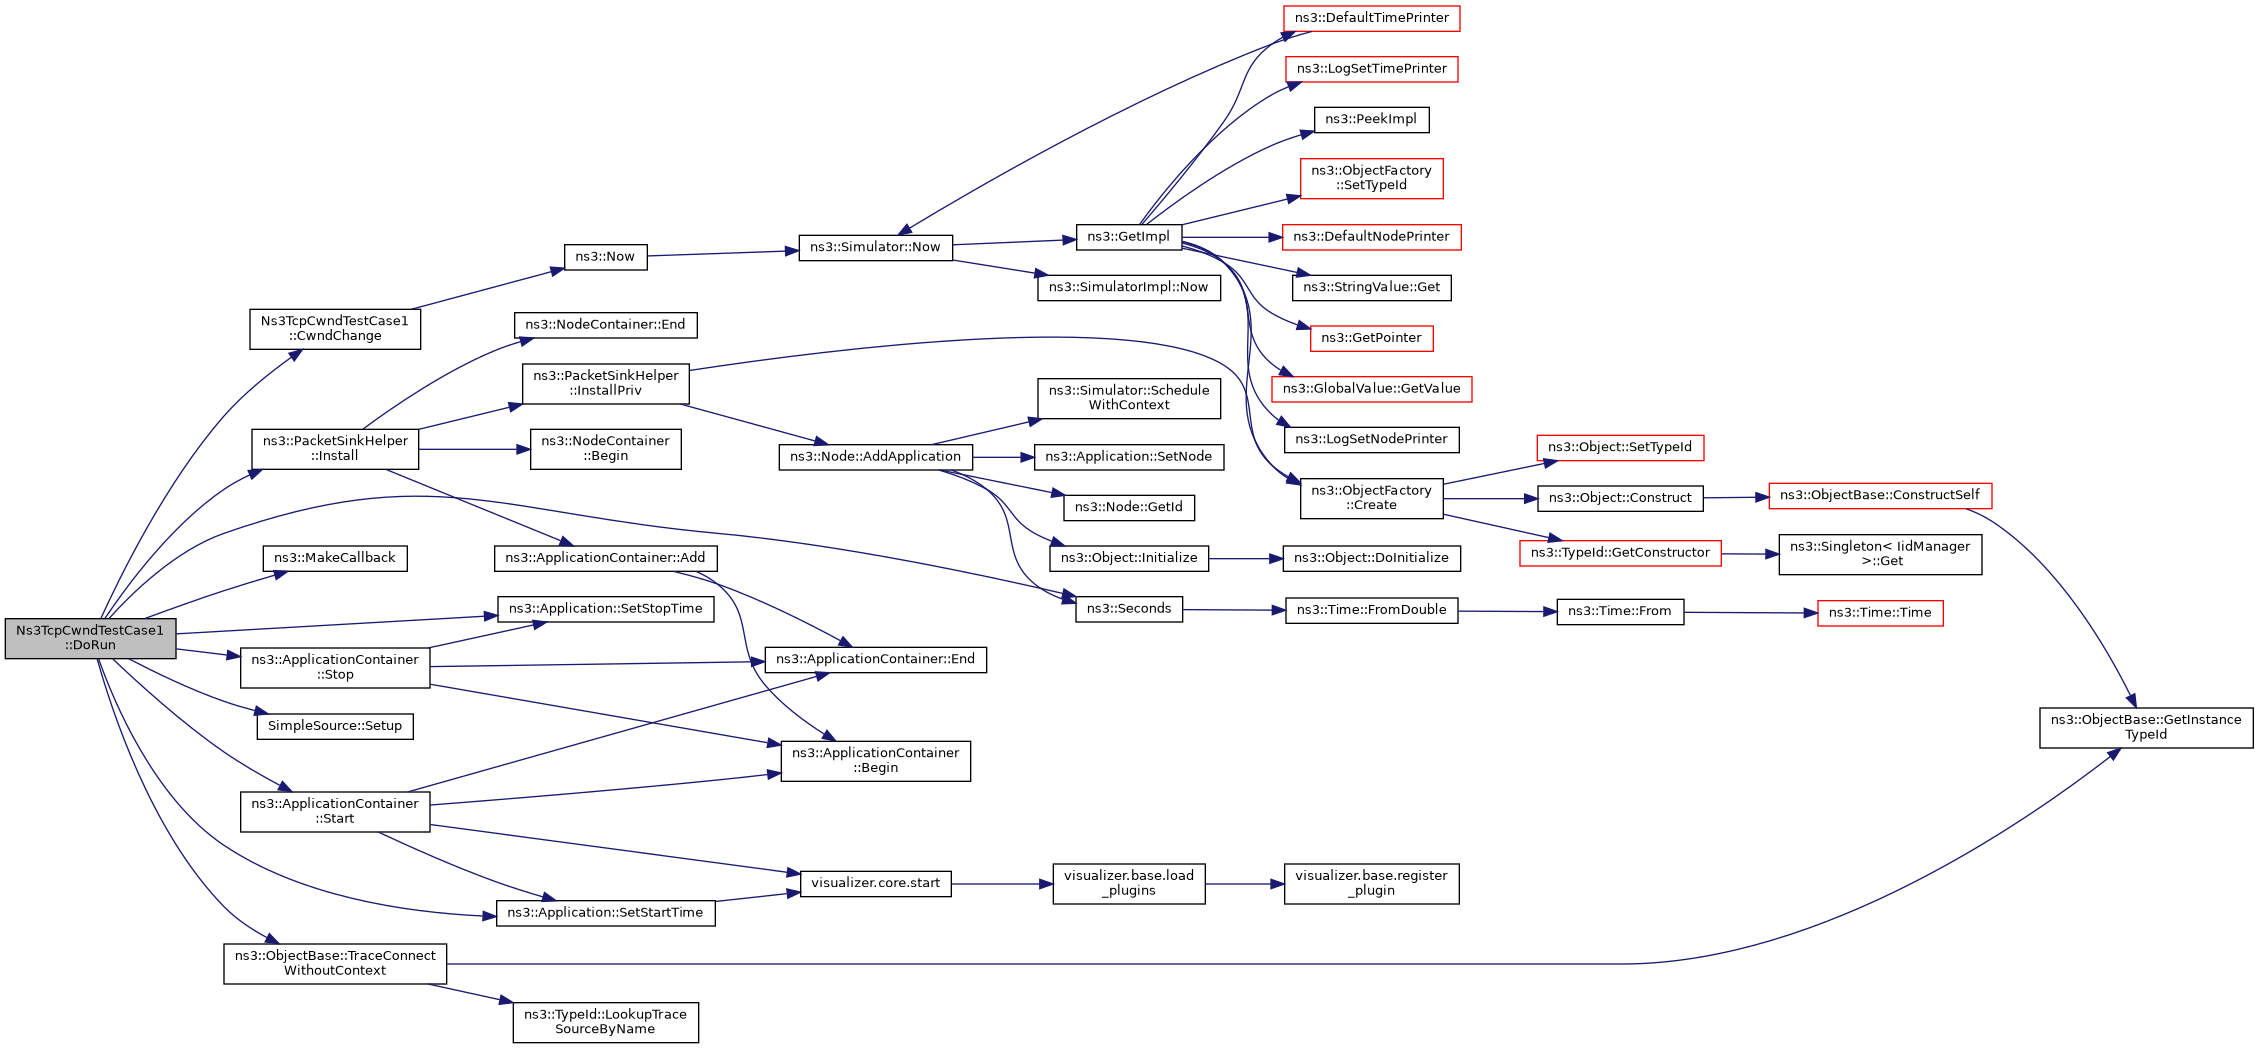 ns3::DefaultTimePrinter
ns3::LogSetTimePrinter
ns3::PeekImpl
ns3::ObjectFactory
::SetTypeId
ns3::GetImpl
ns3::DefaultNodePrinter
ns3::Simulator::Now
ns3::Now
ns3::SimulatorImpl::Now
ns3::StringValue::Get
Ns3TcpCwndTestCase1
::CwndChange
ns3::NodeContainer::End
ns3::GetPointer
ns3::PacketSinkHelper
::InstallPriv
ns3::Simulator::Schedule
WithContext
ns3::GlobalValue::GetValue
ns3::PacketSinkHelper
::Install
ns3::NodeContainer
::Begin
ns3::Node::AddApplication
ns3::Application::SetNode
ns3::LogSetNodePrinter
ns3::Object::SetTypeId
ns3::ObjectFactory
::Create
ns3::Object::Construct
ns3::ObjectBase::ConstructSelf
ns3::Node::GetId
ns3::MakeCallback
ns3::ApplicationContainer::Add
ns3::Object::Initialize
ns3::Object::DoInitialize
ns3::TypeId::GetConstructor
ns3::Singleton< IidManager
>::Get
ns3::Application::SetStopTime
ns3::Seconds
ns3::Time::FromDouble
ns3::Time::From
ns3::Time::Time
Ns3TcpCwndTestCase1
::DoRun
ns3::ApplicationContainer
::Stop
ns3::ApplicationContainer::End
SimpleSource::Setup
ns3::ObjectBase::GetInstance
TypeId
ns3::ApplicationContainer
::Begin
ns3::ApplicationContainer
::Start
visualizer.core.start
visualizer.base.load
_plugins
visualizer.base.register
_plugin
ns3::Application::SetStartTime
ns3::ObjectBase::TraceConnect
WithoutContext
ns3::TypeId::LookupTrace
SourceByName